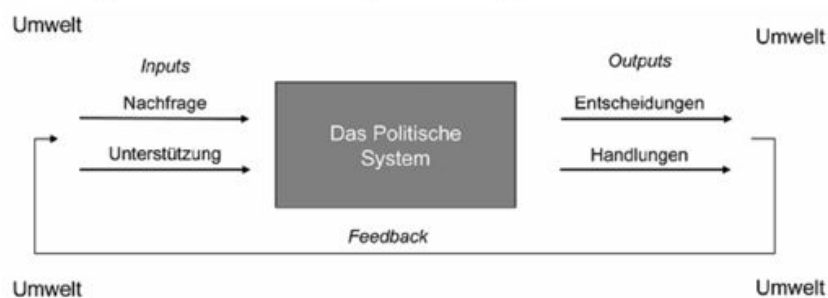 Umwelt
Umwelt
Inputs
Outputs
Nachfrage
Entscheidungen
Das Politische
System
Unterstützung
Handlungen
Feedback
Umwelt
Umwelt